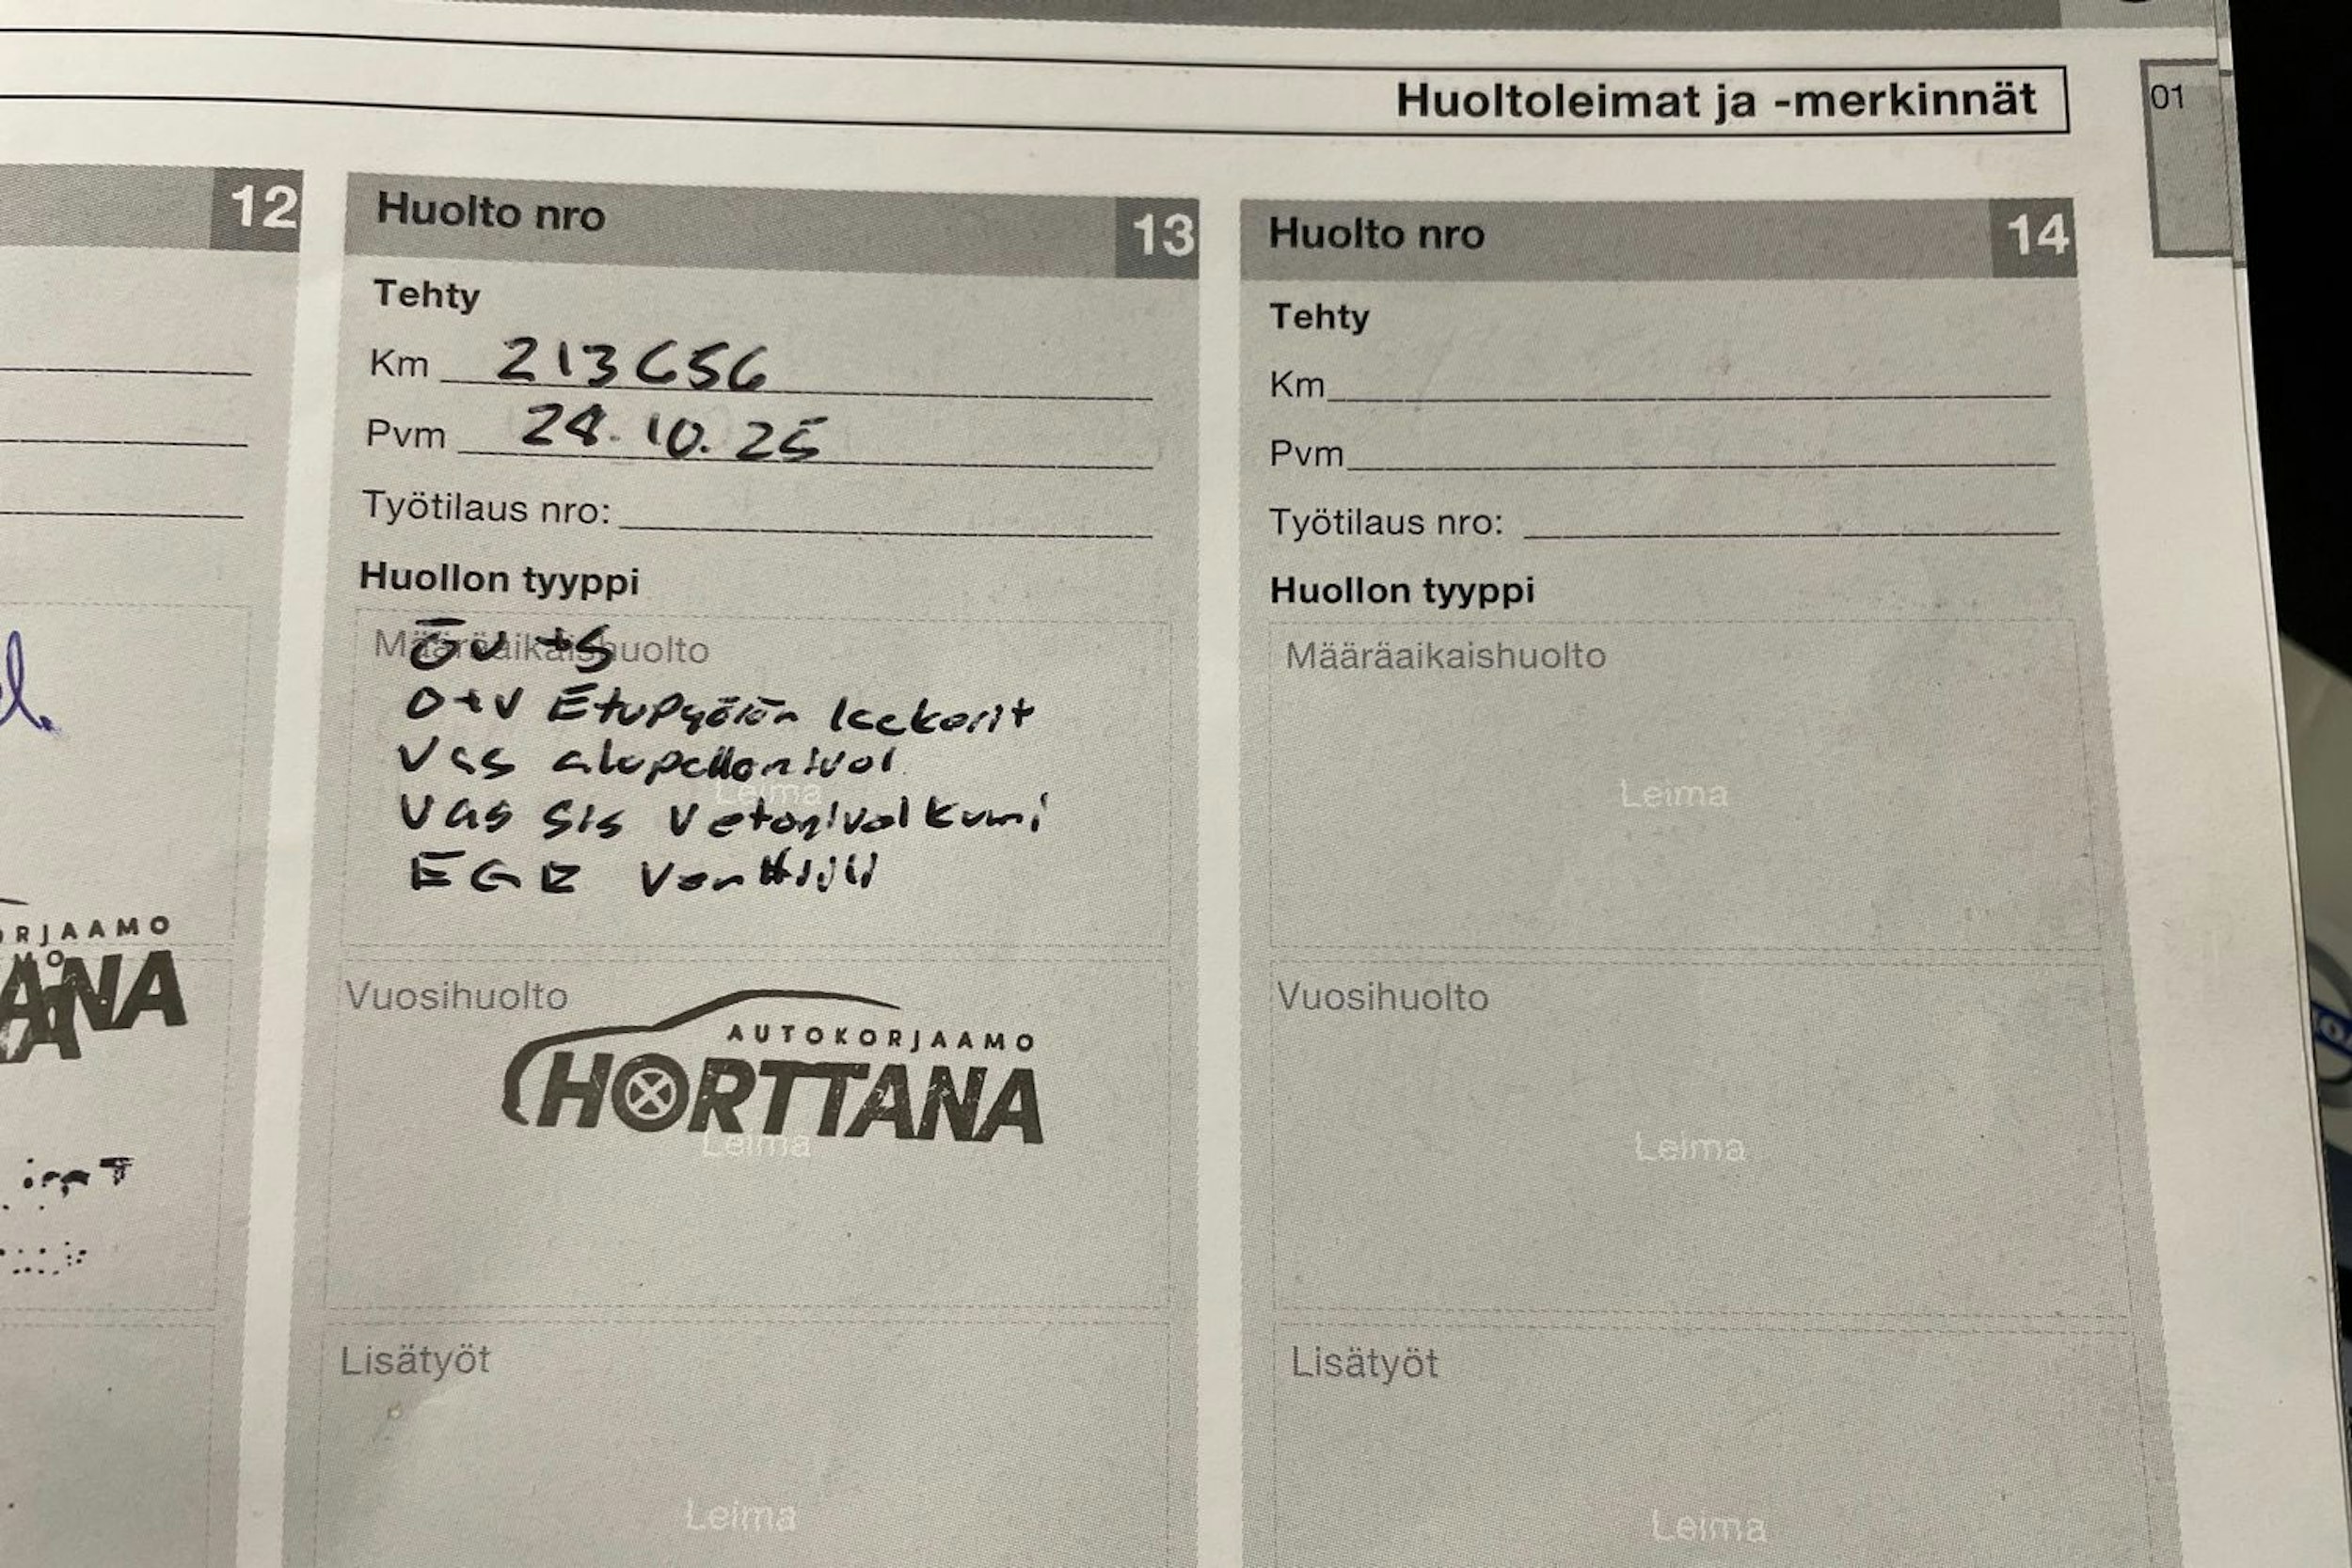 Huoltoleimat ja -merkinnät
01
12
Huolto nro 13
Tehty
Km 213656
Pvm 28.10.25
Työtilaus nro:
Huollon tyyppi
Määräaikaishuolto
öv +s
O+V Etupyörän laakerit
Vas alapallonivel
Vas sis Vetonivelkumi
EGR Venttiili
Leima
Vuosihuolto
AUTOKORJAAMO
HORTTANA
Leima
Lisätyöt
Leima
Huolto nro 14
Tehty
Km
Pvm
Työtilaus nro:
Huollon tyyppi
Määräaikaishuolto
Leima
Vuosihuolto
Leima
Lisätyöt
Leima